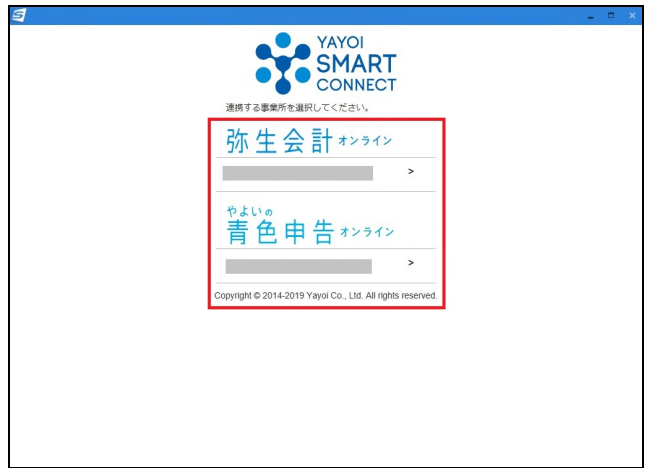 YAYOI
SMART
CONNECT
連携する事業所を選択してください。
弥生会計 オンライン
>
やよいの
青色申告 オンライン
>
Copyright © 2014-2019 Yayoi Co., Ltd. All rights reserved.